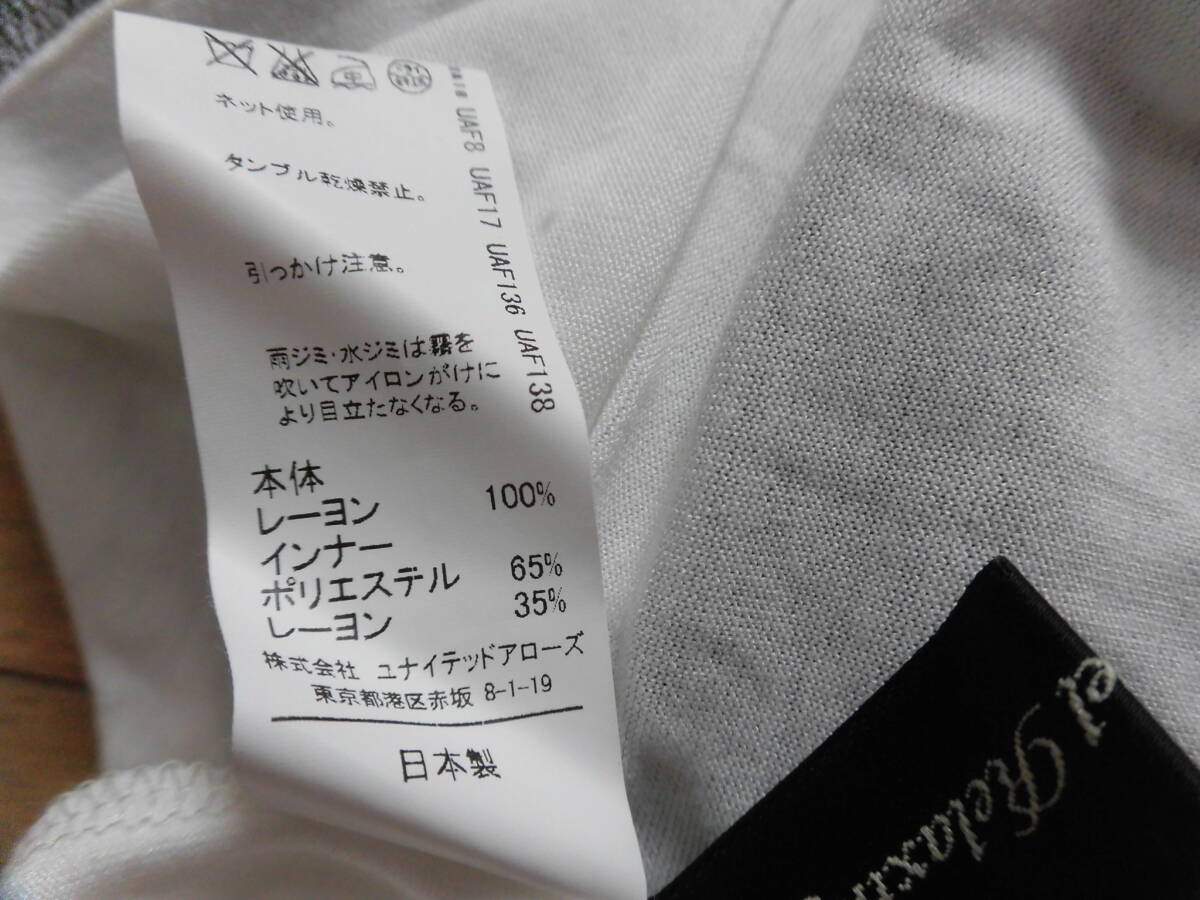 ネット使用。
タンブル乾燥禁止。
引っかけ注意。
雨ジミ・水ジミは霧を
吹いてアイロンがけに
より目立たなくなる。
本体
レーヨン 100%
インナー
ポリエステル 65%
レーヨン 35%
株式会社 ユナイテッドアローズ
東京都港区赤坂 8-1-19
日本製
UAF8 UAF17 UAF136 UAF138